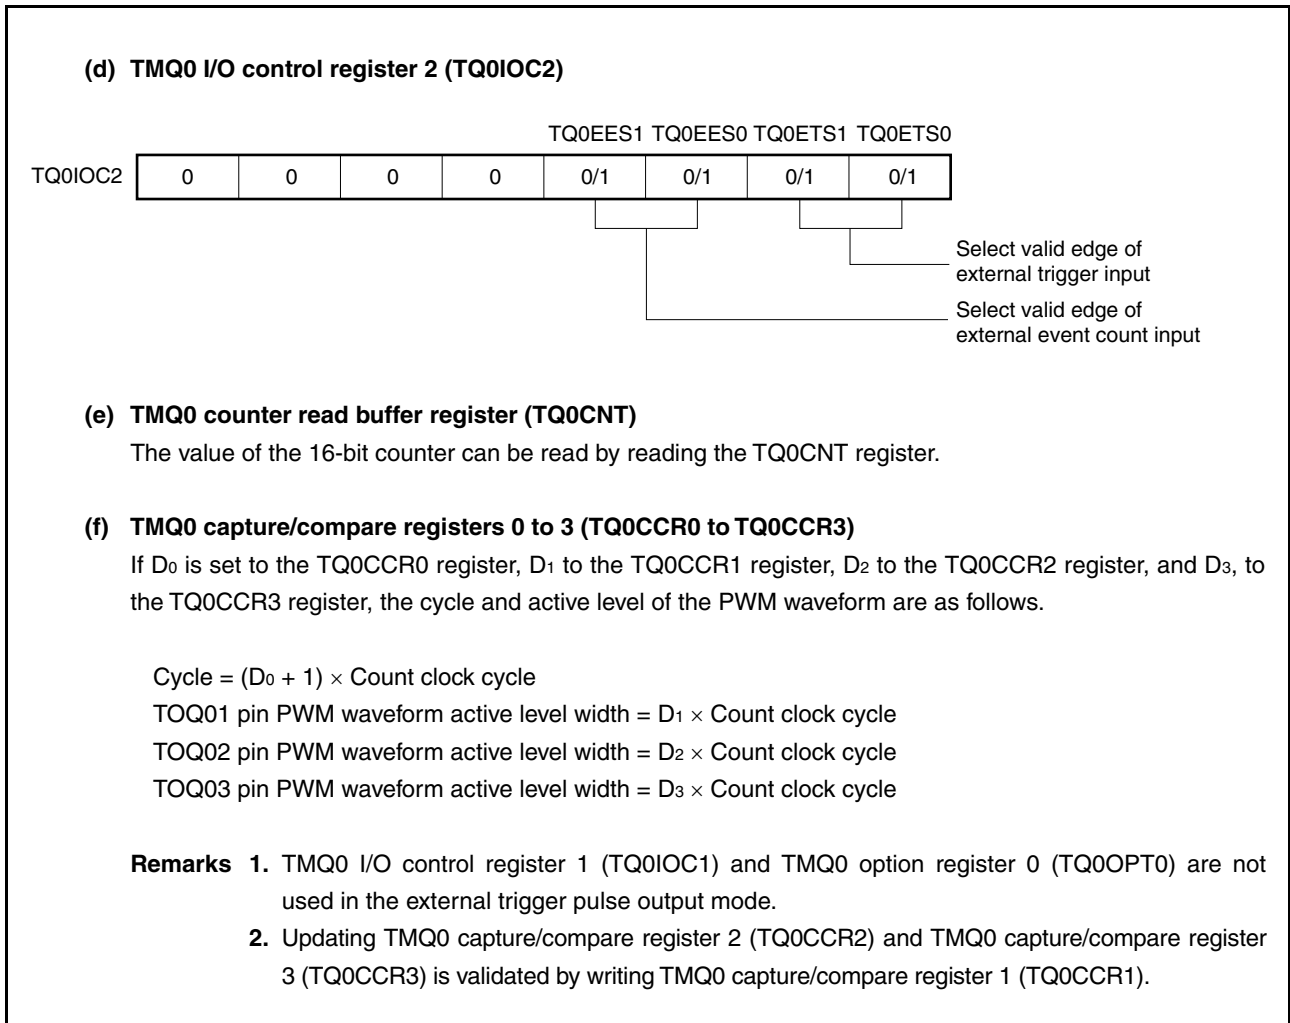 (d) TMQ0 I/O control register 2 (TQ0IOC2)
TQ0EES1 TQ0EES0 TQ0ETS1 TQ0ETS0
TQ0IOC2 0 0 0 0 0/1 0/1 0/1 0/1
Select valid edge of
external trigger input
Select valid edge of
external event count input
(e) TMQ0 counter read buffer register (TQ0CNT)
The value of the 16-bit counter can be read by reading the TQ0CNT register.
(f) TMQ0 capture/compare registers 0 to 3 (TQ0CCR0 to TQ0CCR3)
If D0 is set to the TQ0CCR0 register, D1 to the TQ0CCR1 register, D2 to the TQ0CCR2 register, and D3, to
the TQ0CCR3 register, the cycle and active level of the PWM waveform are as follows.
Cycle = (D0 + 1) × Count clock cycle
TOQ01 pin PWM waveform active level width = D1 × Count clock cycle
TOQ02 pin PWM waveform active level width = D2 × Count clock cycle
TOQ03 pin PWM waveform active level width = D3 × Count clock cycle
Remarks 1. TMQ0 I/O control register 1 (TQ0IOC1) and TMQ0 option register 0 (TQ0OPT0) are not
used in the external trigger pulse output mode.
2. Updating TMQ0 capture/compare register 2 (TQ0CCR2) and TMQ0 capture/compare register
3 (TQ0CCR3) is validated by writing TMQ0 capture/compare register 1 (TQ0CCR1).